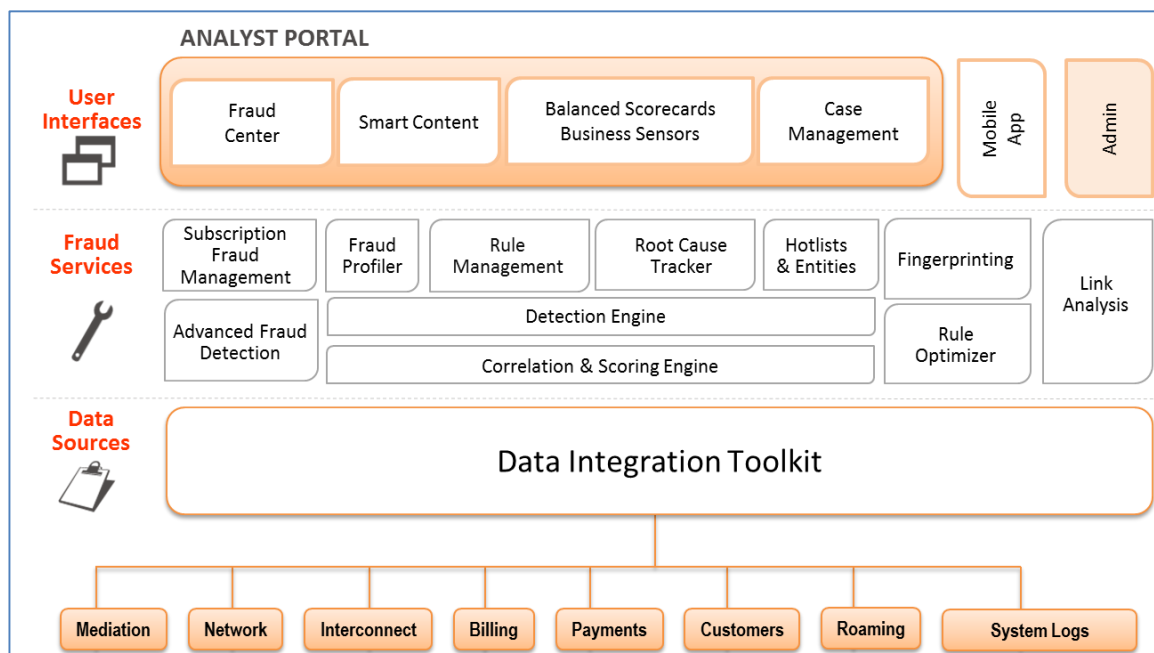 ANALYST PORTAL
User
Interfaces
Fraud
Center
Smart Content
Balanced Scorecards
Business Sensors
Case
Management
Mobile
App
Admin
Fraud
Services
Subscription
Fraud
Management
Fraud
Profiler
Rule
Management
Root Cause
Tracker
Hotlists
& Entities
Fingerprinting
Link
Analysis
Advanced Fraud
Detection
Detection Engine
Correlation & Scoring Engine
Rule
Optimizer
Data
Sources
Data Integration Toolkit
Mediation
Network
Interconnect
Billing
Payments
Customers
Roaming
System Logs